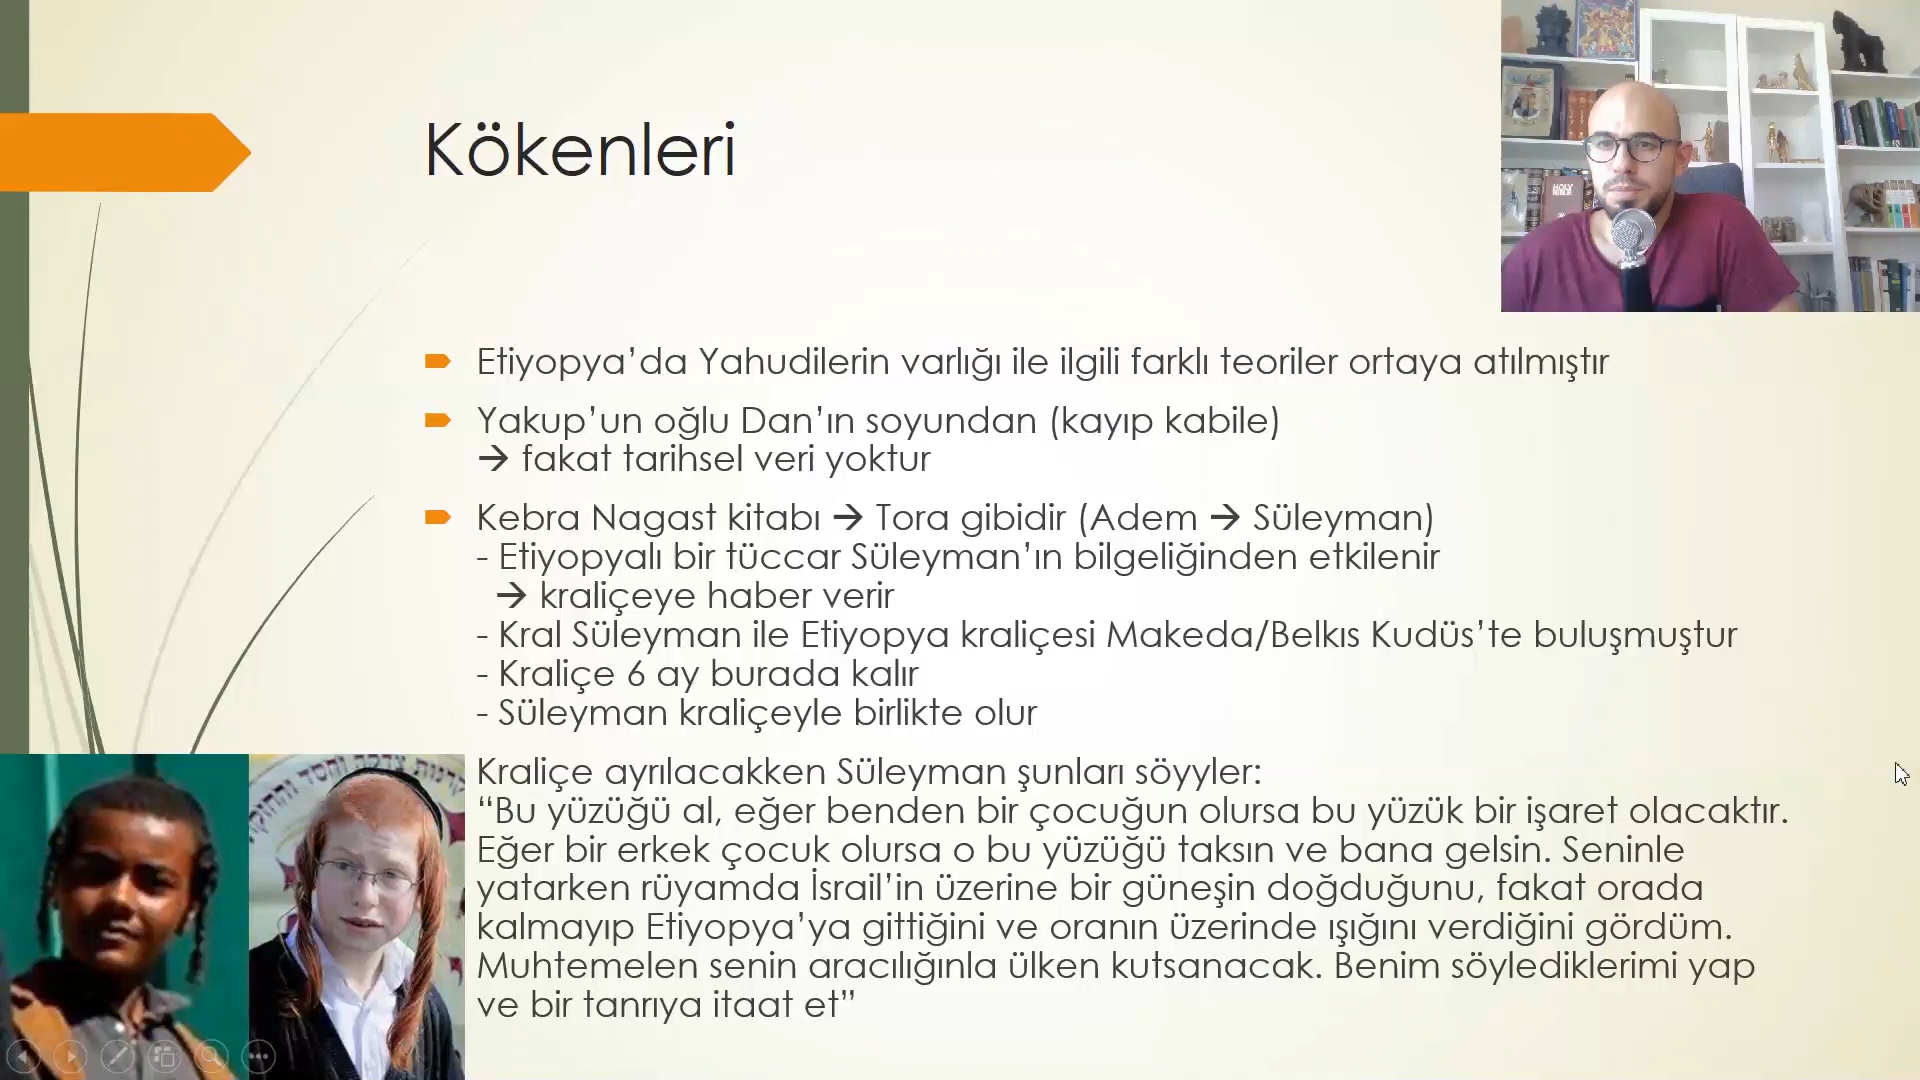 Kökenleri
Etiyopya’da Yahudilerin varlığı ile ilgili farklı teoriler ortaya atılmıştır
Yakup’un oğlu Dan’ın soyundan (kayıp kabile)
→ fakat tarihsel veri yoktur
Kebra Nagast kitabı → Tora gibidir (Adem → Süleyman)
- Etiyopyalı bir tüccar Süleyman’ın bilgeliğinden etkilenir
→ kraliçeye haber verir
- Kral Süleyman ile Etiyopya kraliçesi Makeda/Belkıs Kudüs’te buluşmuştur
- Kraliçe 6 ay burada kalır
- Süleyman kraliçeyle birlikte olur
Kraliçe ayrılacakken Süleyman şunları söyyler:
“Bu yüzüğü al, eğer benden bir çocuğun olursa bu yüzük bir işaret olacaktır.
Eğer bir erkek çocuk olursa o bu yüzüğü taksın ve bana gelsin. Seninle
yatarken rüyamda İsrail’in üzerine bir güneşin doğduğunu, fakat orada
kalmayıp Etiyopya’ya gittiğini ve oranın üzerinde ışığını verdiğini gördüm.
Muhtemelen senin aracılığınla ülken kutsanacak. Benim söylediklerimi yap
ve bir tanrıya itaat et”
HOLY
BIBLE